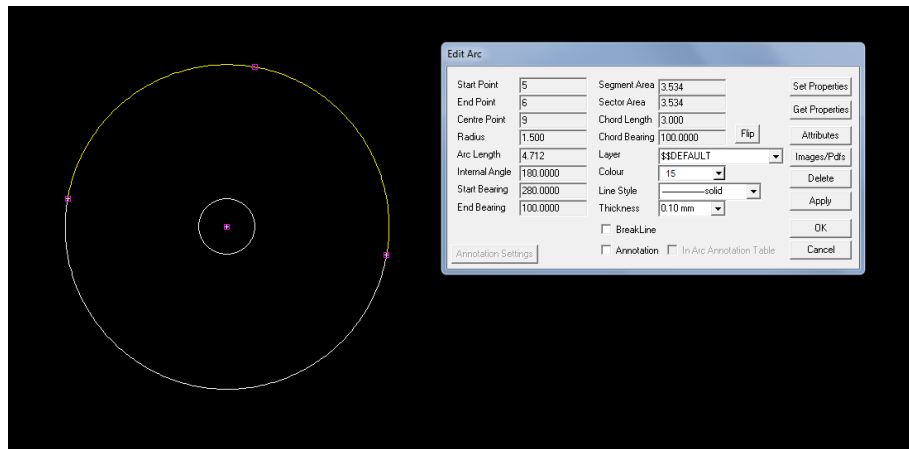 Edit Arc
Start Point 5 Segment Area 3.534 Set Properties
End Point 6 Sector Area 3.534 Get Properties
Centre Point 9 Chord Length 3.000
Radius 1.500 Chord Bearing 100.0000 Flip Attributes
Arc Length 4.712 Layer $$DEFAULT Images/Pdfs
Internal Angle 180.0000 Colour 15 Delete
Start Bearing 280.0000 Line Style solid Apply
End Bearing 100.0000 Thickness 0.10 mm
BreakLine OK
Annotation Settings Annotation In Arc Annotation Table Cancel